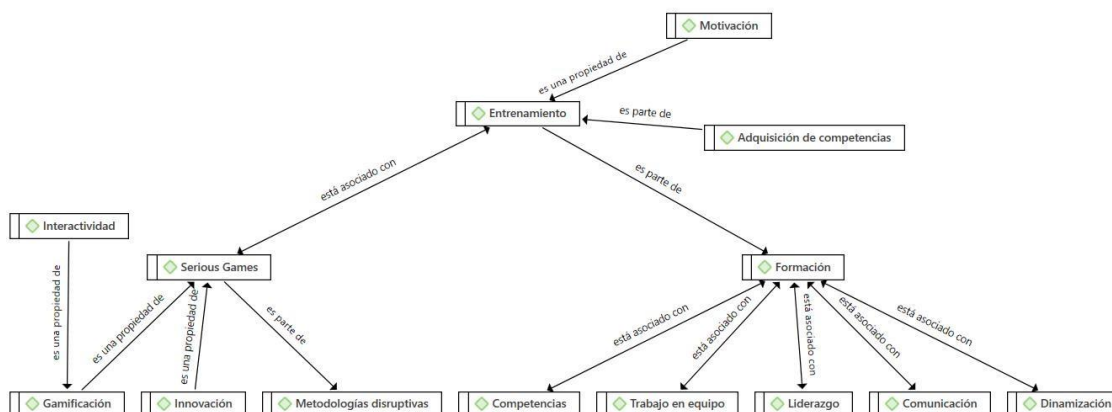 Motivación
es una propiedad de
Entrenamiento
es parte de
Adquisición de competencias
está asociado con
es parte de
Interactividad
Serious Games
Formación
es una propiedad de
es una propiedad de
es una propiedad de
es parte de
está asociado con
está asociado con
está asociado con
está asociado con
está asociado con
Gamificación
Innovación
Metodologías disruptivas
Competencias
Trabajo en equipo
Liderazgo
Comunicación
Dinamización